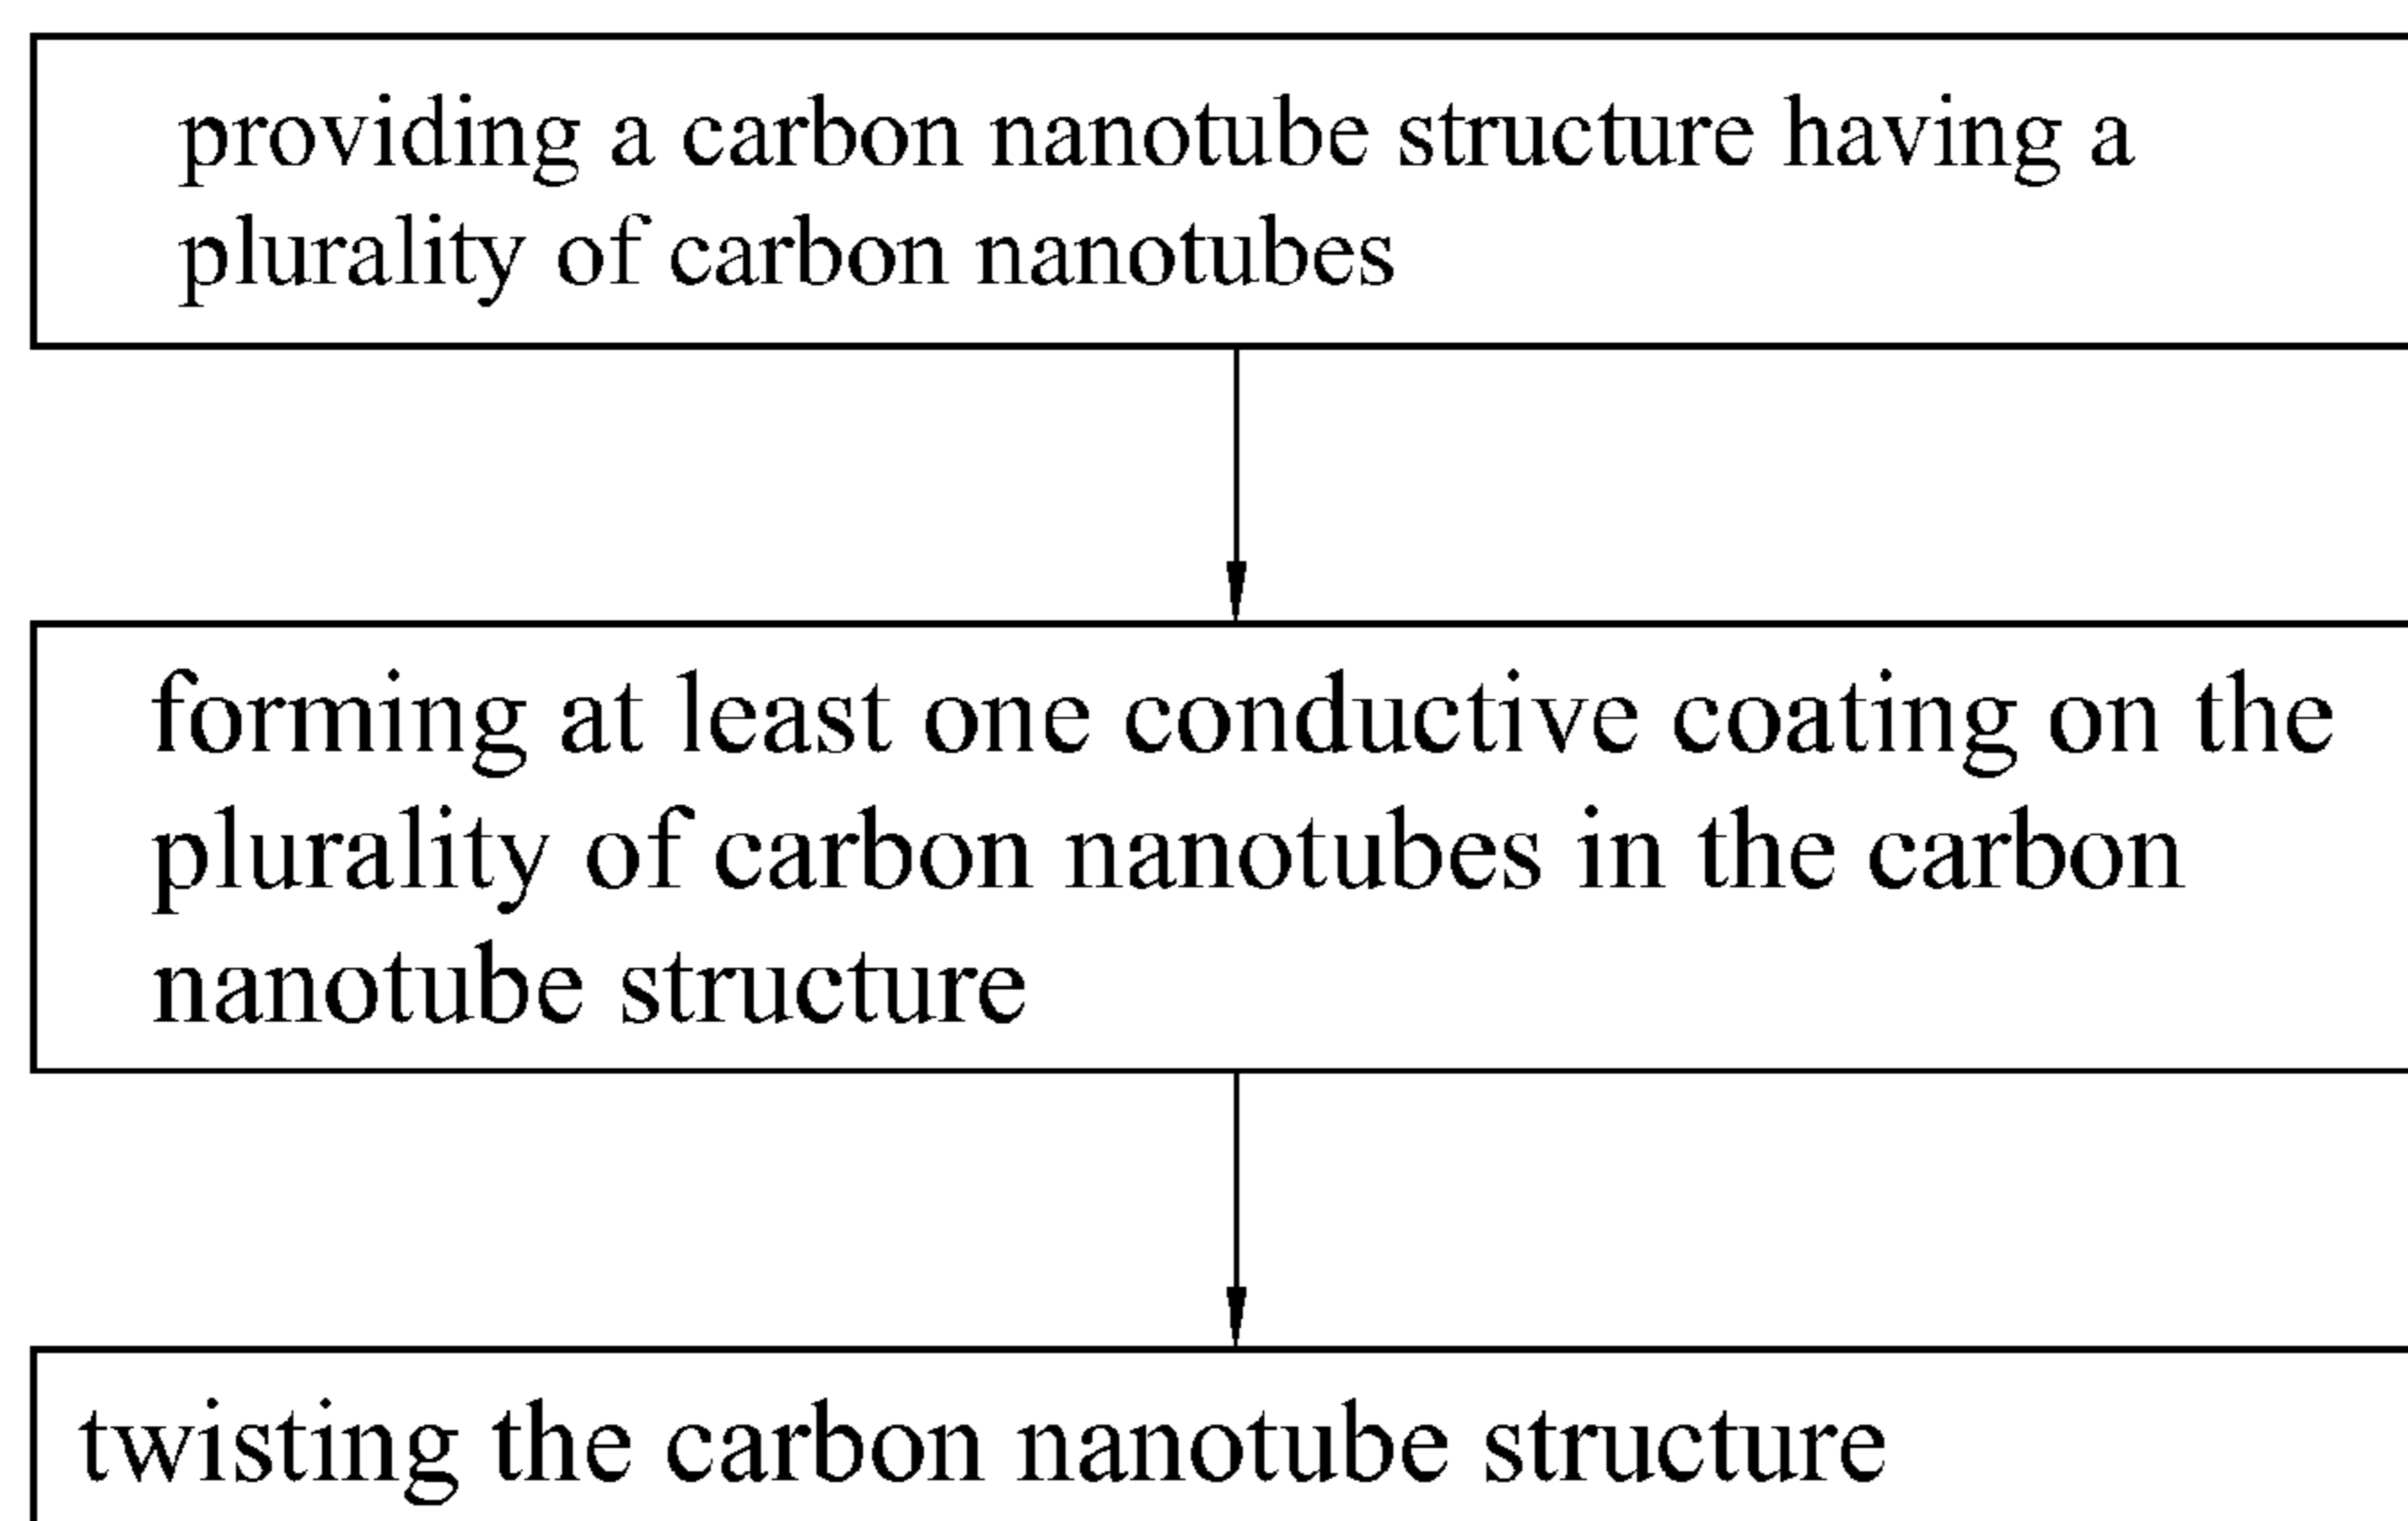 providing a carbon nanotube structure having a
plurality of carbon nanotubes
forming at least one conductive coating on the
plurality of carbon nanotubes in the carbon
nanotube structure
twisting the carbon nanotube structure